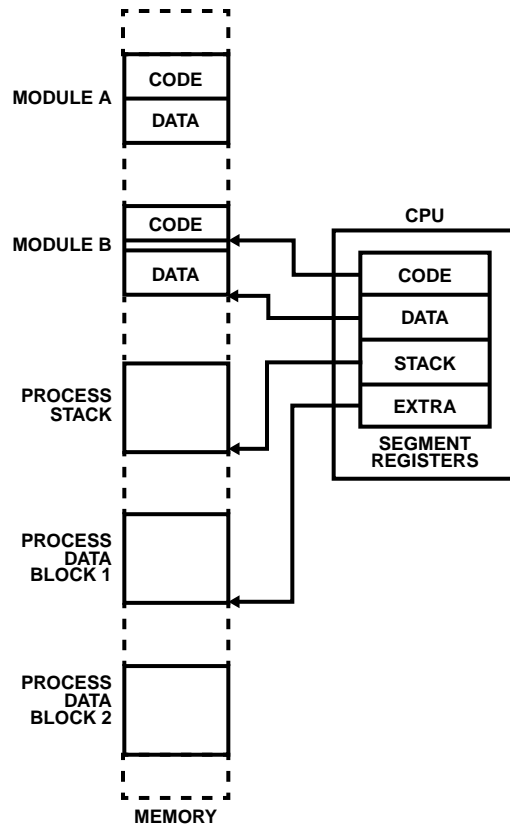 CODE
MODULE A
DATA
CPU
CODE
MODULE B
DATA
CODE
DATA
STACK
EXTRA
SEGMENT
REGISTERS
PROCESS
STACK
PROCESS
DATA
BLOCK 1
PROCESS
DATA
BLOCK 2
MEMORY